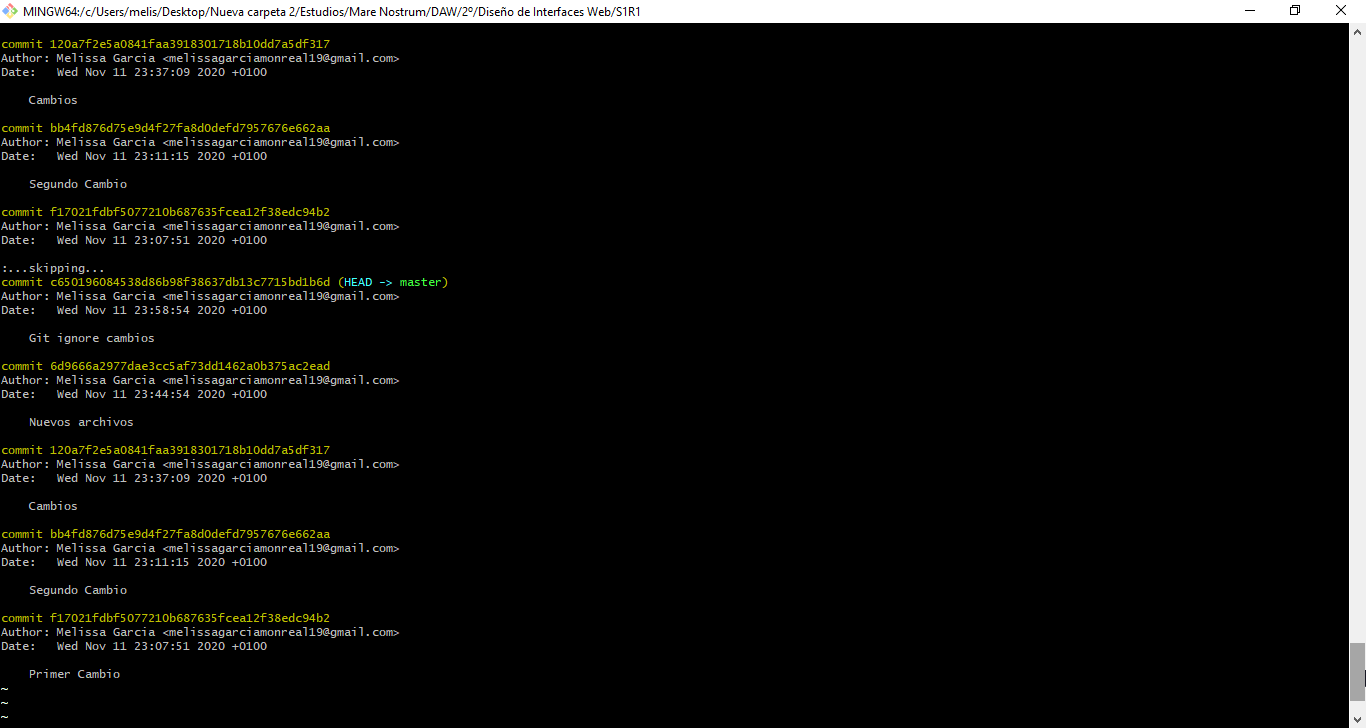 MINGW64:/c/Users/melis/Desktop/Nueva carpeta 2/Estudios/Mare Nostrum/DAW/2º/Diseño de Interfaces Web/S1R1
commit 120a7f2e5a0841faa3918301718b10dd7a5df317
Author: Melissa Garcia <melissagarciamonreal19@gmail.com>
Date:   Wed Nov 11 23:37:09 2020 +0100
    Cambios
commit bb4fd876d75e9d4f27fa8d0defd7957676e662aa
Author: Melissa Garcia <melissagarciamonreal19@gmail.com>
Date:   Wed Nov 11 23:11:15 2020 +0100
    Segundo Cambio
commit f17021fdbf5077210b687635fcea12f38edc94b2
Author: Melissa Garcia <melissagarciamonreal19@gmail.com>
Date:   Wed Nov 11 23:07:51 2020 +0100
:...skipping...
commit c650196084538d86b98f38637db13c7715bd1b6d (HEAD -> master)
Author: Melissa Garcia <melissagarciamonreal19@gmail.com>
Date:   Wed Nov 11 23:58:54 2020 +0100
    Git ignore cambios
commit 6d9666a2977dae3cc5af73dd1462a0b375ac2ead
Author: Melissa Garcia <melissagarciamonreal19@gmail.com>
Date:   Wed Nov 11 23:44:54 2020 +0100
    Nuevos archivos
commit 120a7f2e5a0841faa3918301718b10dd7a5df317
Author: Melissa Garcia <melissagarciamonreal19@gmail.com>
Date:   Wed Nov 11 23:37:09 2020 +0100
    Cambios
commit bb4fd876d75e9d4f27fa8d0defd7957676e662aa
Author: Melissa Garcia <melissagarciamonreal19@gmail.com>
Date:   Wed Nov 11 23:11:15 2020 +0100
    Segundo Cambio
commit f17021fdbf5077210b687635fcea12f38edc94b2
Author: Melissa Garcia <melissagarciamonreal19@gmail.com>
Date:   Wed Nov 11 23:07:51 2020 +0100
    Primer Cambio
~
~
~